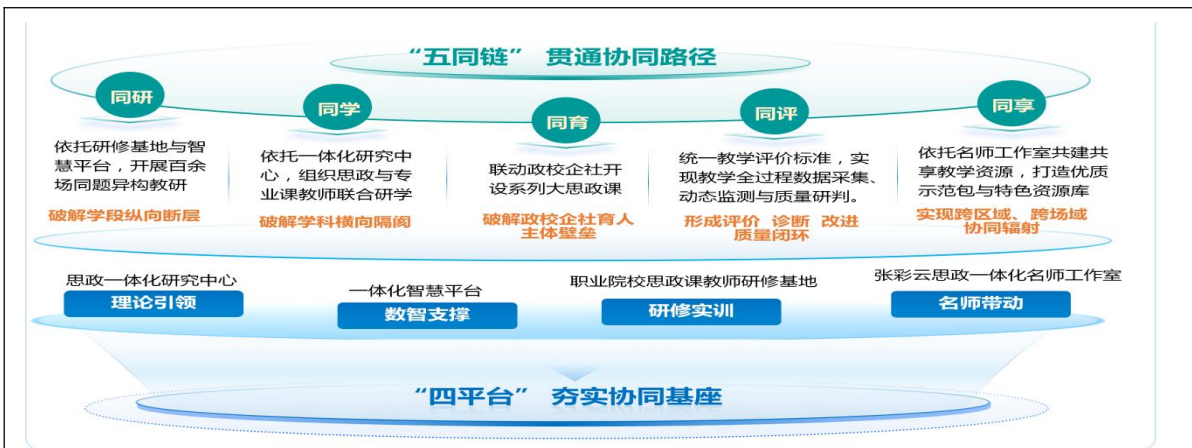 “五同链” 贯通协同路径
同研
依托研修基地与智
慧平台，开展百余
场同题异构教研
破解学段纵向断层
同学
依托一体化研究中
心，组织思政与专
业课教师联合研学
破解学科横向隔阂
同育
联动政校企社开
设系列大思政课
破解政校企社育人
主体壁垒
同评
统一教学评价标准，实
现教学全过程数据采集、
动态监测与质量研判。
形成评价 诊断 改进
质量闭环
同享
依托名师工作室共建共
享教学资源，打造优质
示范包与特色资源库
实现跨区域、跨场域
协同辐射
思政一体化研究中心
理论引领
一体化智慧平台
数智支撑
职业院校思政课教师研修基地
研修实训
张彩云思政一体化名师工作室
名师带动
“四平台” 夯实协同基座